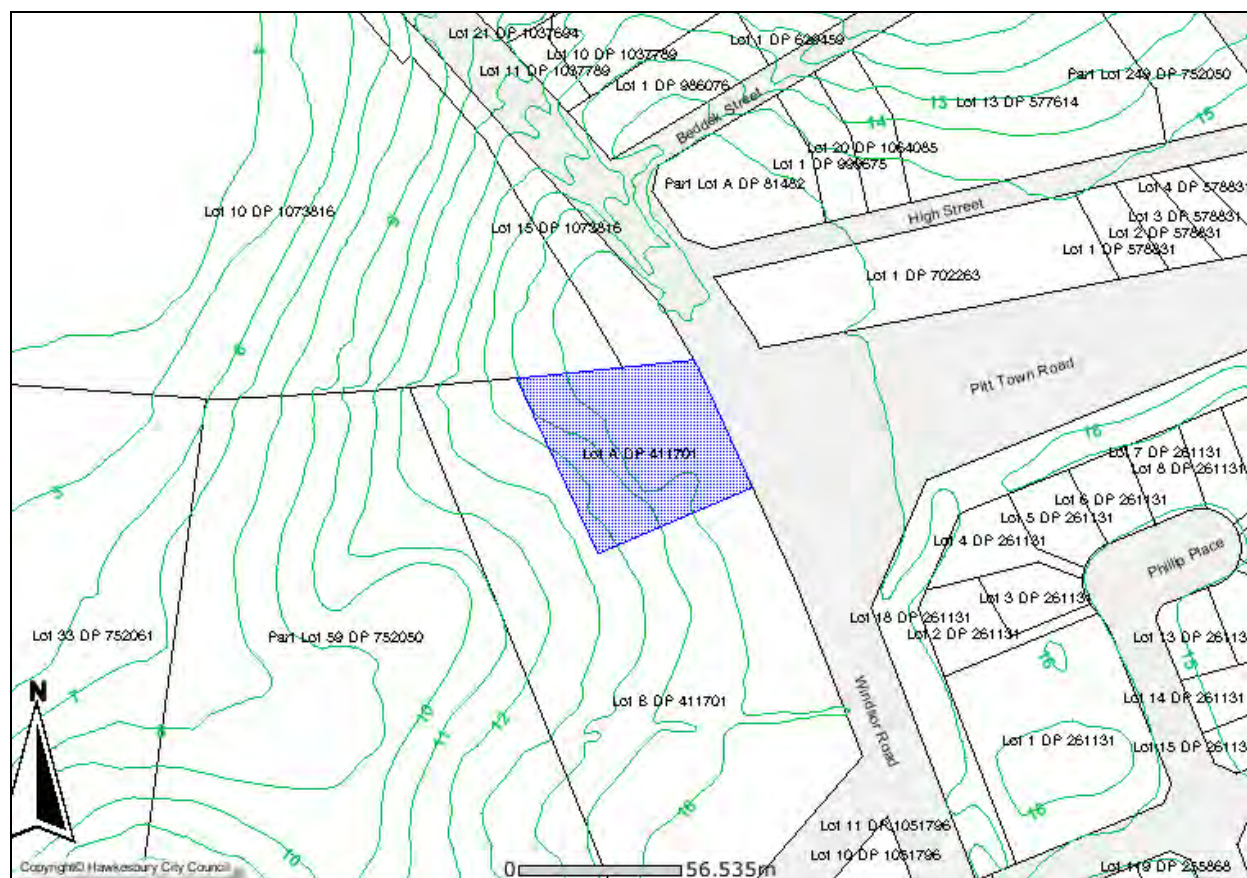 Lot 21 DP 1037694
Lot 10 DP 1037789
Lot 11 DP 1037789
Lot 1 DP 986076
Lot 1 DP 629459
Part Lot 249 DP 752050
Lot 13 DP 577614
Beddek Street
4
13
14
15
Lot 20 DP 1064085
Lot 1 DP 999675
Part Lot A DP 81482
Lot 4 DP 578831
Lot 3 DP 578831
Lot 2 DP 578831
Lot 1 DP 578831
High Street
Lot 10 DP 1073816
9
Lot 15 DP 1073816
Lot 1 DP 702263
6
Pitt Town Road
16
Lot A DP 411701
Lot 7 DP 261131
Lot 8 DP 261131
Lot 6 DP 261131
Lot 5 DP 261131
Lot 4 DP 261131
5
Phillip Place
Lot 3 DP 261131
Lot 18 DP 261131
Lot 2 DP 261131
Lot 13 DP 26113
Lot 33 DP 752061
Part Lot 59 DP 752050
16
15
N
7
8
10
11
12
Lot B DP 411701
Windsor Road
Lot 14 DP 261131
Lot 1 DP 261131
Lot 15 DP 26113
16
16
10
Lot 11 DP 1051796
Lot 10 DP 1051796
Lot 119 DP 255868
Copyright© Hawkesbury City Council
0 56.535m